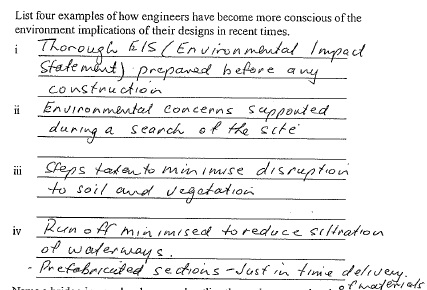 List four examples of how engineers have become more conscious of the
environment implications of their designs in recent times.
i Thorough EIS (Environmental Impact
Statement) prepared before any
construction
ii Environmental concerns supported
during a search of the site
iii Steps taken to minimise disruption
to soil and vegetation
iv Run off minimised to reduce siltration
of waterways.
- Prefabricated sections - Just in time delivery.
of materials